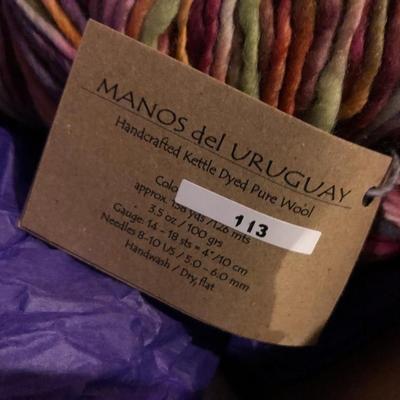 MANOS del URUGUAY
Handcrafted Kettle Dyed Pure Wool
113
approx. 138 yds /126 mts
3.5 oz / 100 grs
Gauge: 14 - 18 sts = 4"/10 cm
Needles 8-10 US / 5.0 - 6.0 mm
Handwash / Dry, flat